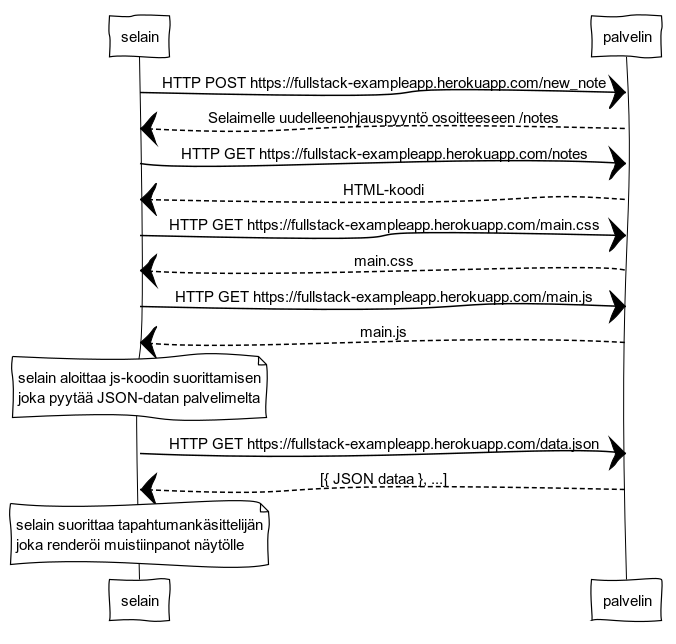 selain
palvelin
HTTP POST https://fullstack-exampleapp.herokuapp.com/new_note
Selaimelle uudelleenohjauspyyntö osoitteeseen /notes
HTTP GET https://fullstack-exampleapp.herokuapp.com/notes
HTML-koodi
HTTP GET https://fullstack-exampleapp.herokuapp.com/main.css
main.css
HTTP GET https://fullstack-exampleapp.herokuapp.com/main.js
main.js
selain aloittaa js-koodin suorittamisen
joka pyytää JSON-datan palvelimelta
HTTP GET https://fullstack-exampleapp.herokuapp.com/data.json
[{ JSON dataa }, ...]
selain suorittaa tapahtumankäsittelijän
joka renderöi muistiinpanot näytölle
selain
palvelin